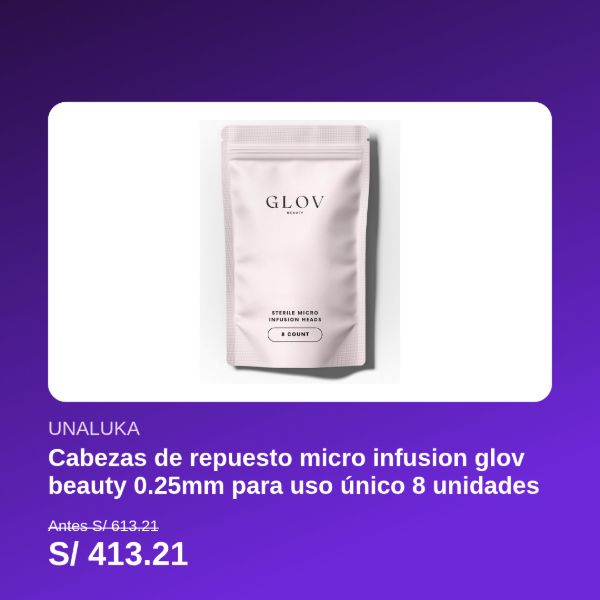 GLOV
BEAUTY
STERILE MICRO
INFUSION HEADS
8 COUNT
UNALUKA
Cabezas de repuesto micro infusion glov
beauty 0.25mm para uso único 8 unidades
Antes S/ 613.21
S/ 413.21